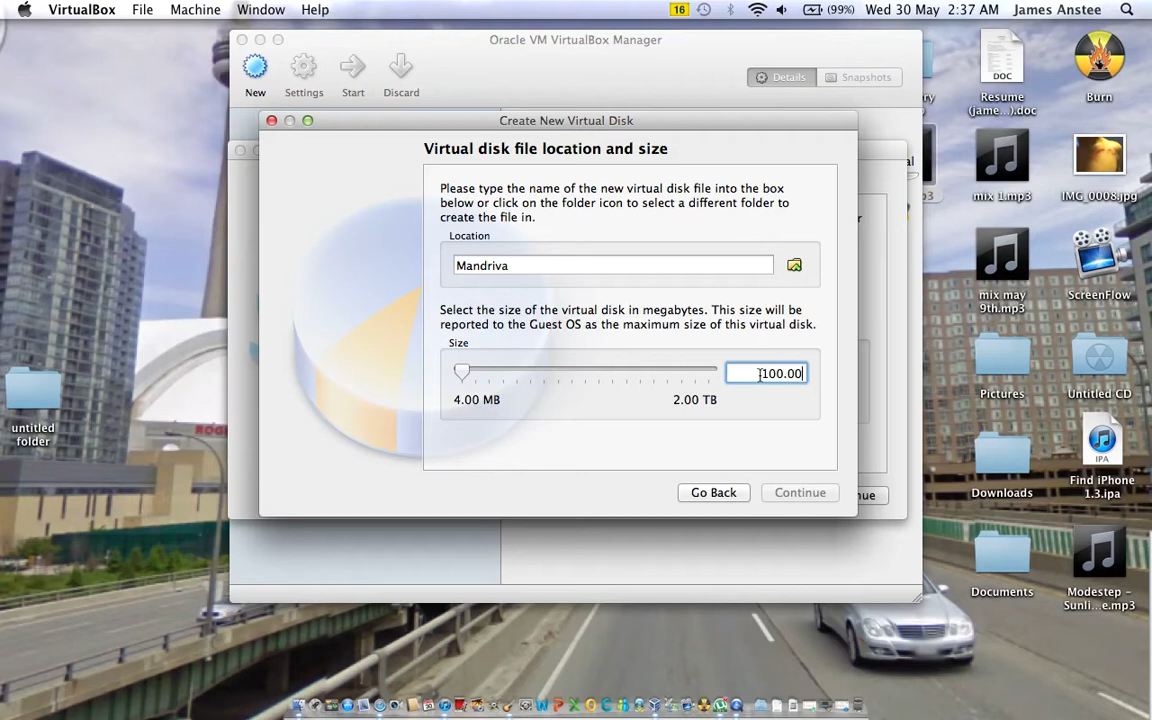 VirtualBox File Machine Window Help 16 (99%) Wed 30 May 2:37 AM James Anstee
Oracle VM VirtualBox Manager
New Settings Start Discard
Details Snapshots
Create New Virtual Disk
Virtual disk file location and size
Please type the name of the new virtual disk file into the box
below or click on the folder icon to select a different folder to
create the file in.
Location
Mandriva
Select the size of the virtual disk in megabytes. This size will be
reported to the Guest OS as the maximum size of this virtual disk.
Size
100.00
4.00 MB 2.00 TB
Go Back Continue
nue
untitled
folder
DOC
Resume
(jame...).doc
Burn
mix 1.mp3
IMG_0008.jpg
mix may
9th.mp3
ScreenFlow
Pictures
Untitled CD
Downloads
IPA
Find iPhone
1.3.ipa
Documents
Modestep –
Sunli...e.mp3